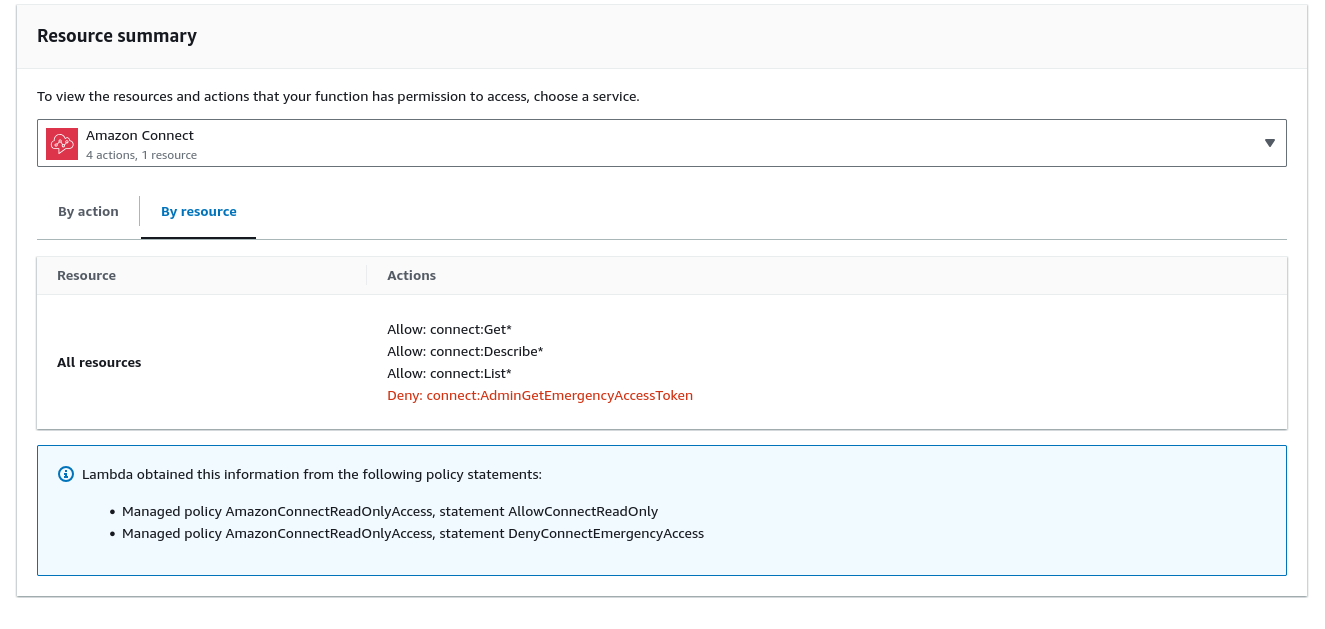 Resource summary
To view the resources and actions that your function has permission to access, choose a service.
Amazon Connect
4 actions, 1 resource
By action
By resource
Resource
Actions
All resources
Allow: connect:Get*
Allow: connect:Describe*
Allow: connect:List*
Deny: connect:AdminGetEmergencyAccessToken
Lambda obtained this information from the following policy statements:
• Managed policy AmazonConnectReadOnlyAccess, statement AllowConnectReadOnly
• Managed policy AmazonConnectReadOnlyAccess, statement DenyConnectEmergencyAccess